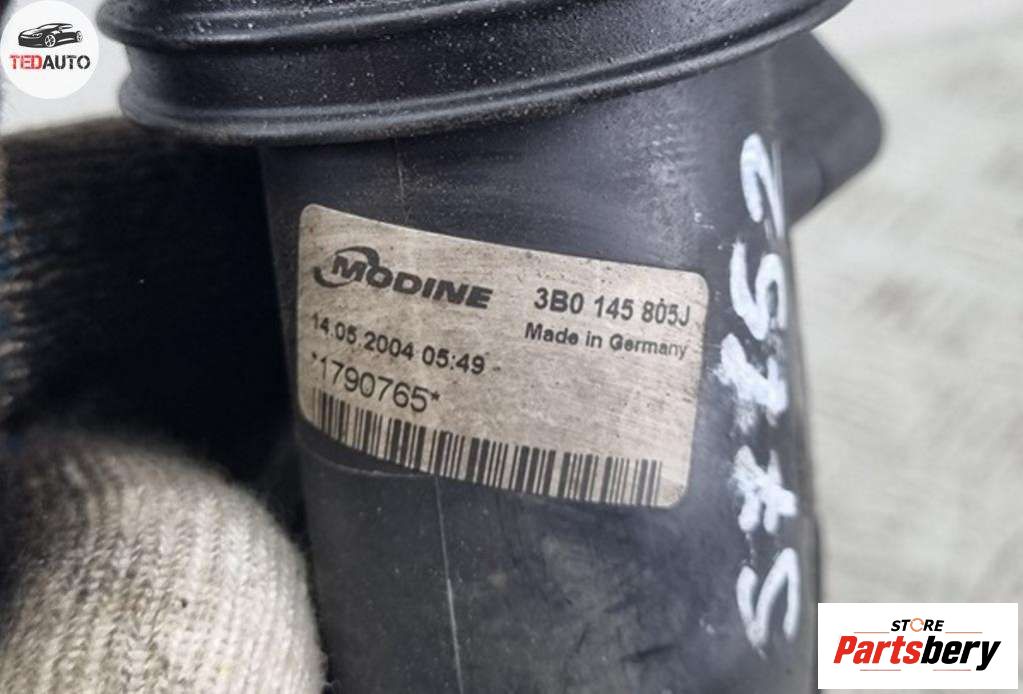 TEDAUTO
MODINE
3B0 145 805J
Made in Germany
14.05.2004 05:49
*1790765*
STORE
Partsbery